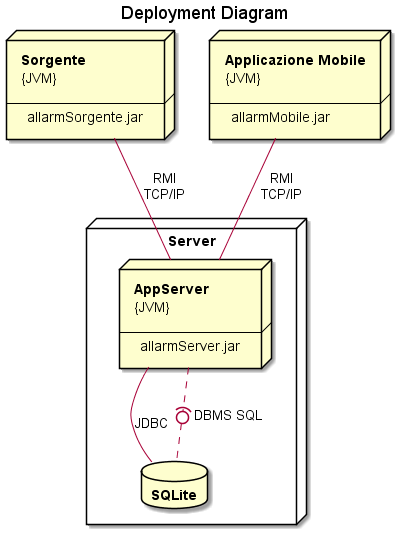 Deployment Diagram
Sorgente
{JVM}
allarmSorgente.jar
Applicazione Mobile
{JVM}
allarmMobile.jar
RMI
TCP/IP
RMI
TCP/IP
Server
AppServer
{JVM}
allarmServer.jar
JDBC
DBMS SQL
SQLite